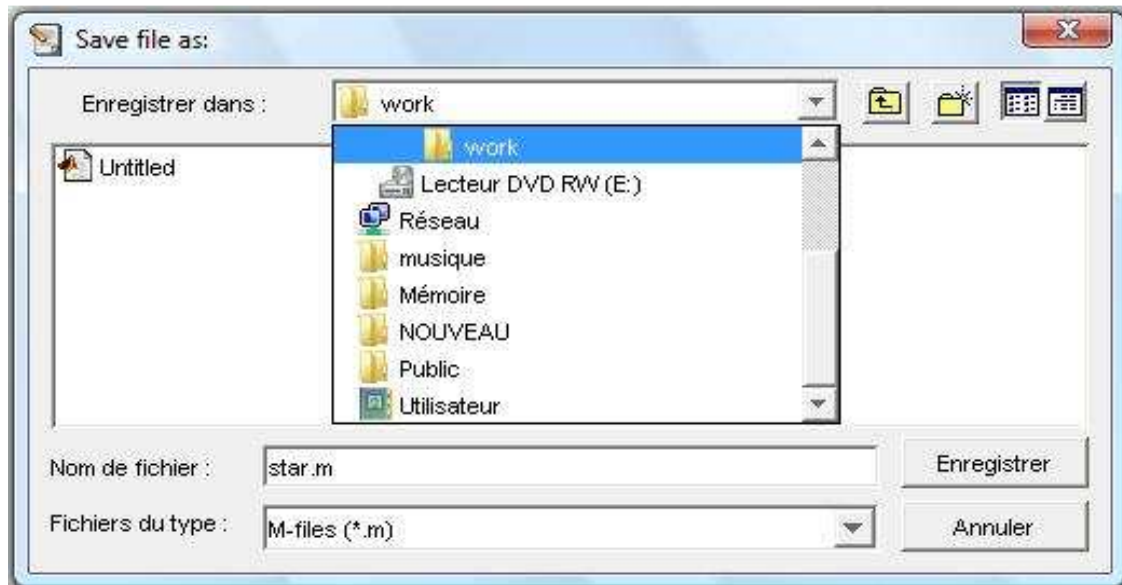 Save file as:
Enregistrer dans :
work
Untitled
work
Lecteur DVD RW (E:)
Réseau
musique
Mémoire
NOUVEAU
Public
Utilisateur
Nom de fichier :
star.m
Enregistrer
Fichiers du type :
M-files (*.m)
Annuler